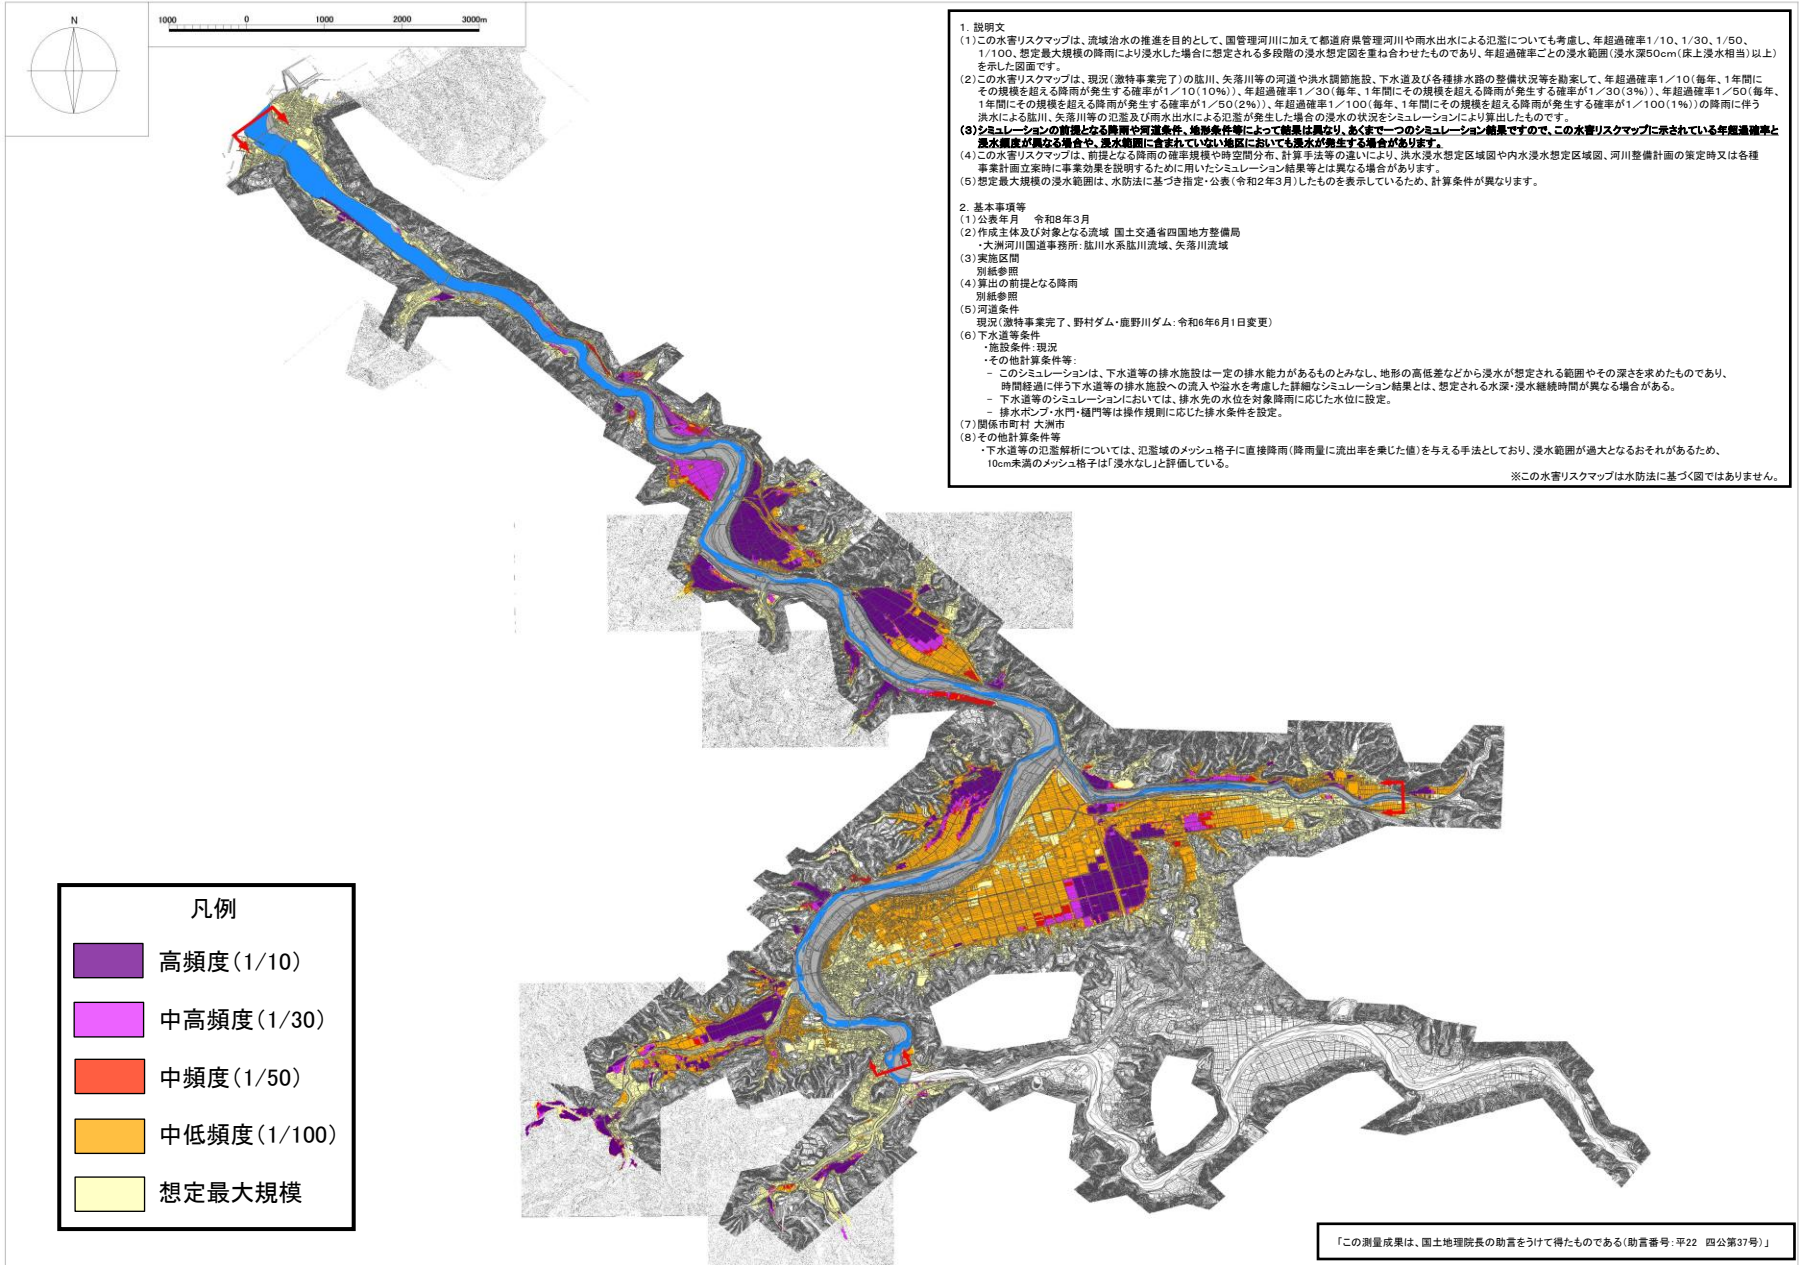 N
1000 0 1000 2000 3000m
1. 説明文
(1)この水害リスクマップは、流域治水の推進を目的として、国管理河川に加えて都道府県管理河川や雨水出水による氾濫についても考慮し、年超過確率1/10、1/30、1/50、
1/100、想定最大規模の降雨により浸水した場合に想定される多段階の浸水想定図を重ね合わせたものであり、年超過確率ごとの浸水範囲(浸水深50cm(床上浸水相当)以上)
を示した図面です。
(2)この水害リスクマップは、現況(激特事業完了)の肱川、矢落川等の河道や洪水調節施設、下水道及び各種排水路の整備状況等を勘案して、年超過確率1/10(毎年、1年間に
その規模を超える降雨が発生する確率が1/10(10%))、年超過確率1/30(毎年、1年間にその規模を超える降雨が発生する確率が1/30(3%))、年超過確率1/50(毎年、
1年間にその規模を超える降雨が発生する確率が1/50(2%))、年超過確率1/100(毎年、1年間にその規模を超える降雨が発生する確率が1/100(1%))の降雨に伴う
洪水による肱川、矢落川等の氾濫及び雨水出水による氾濫が発生した場合の浸水の状況をシミュレーションにより算出したものです。
(3)シミュレーションの前提となる降雨や河道条件、地形条件等によって結果は異なり、あくまで一つのシミュレーション結果ですので、この水害リスクマップに示されている年超過確率と
浸水頻度が異なる場合や、浸水範囲に含まれていない地区においても浸水が発生する場合があります。
(4)この水害リスクマップは、前提となる降雨の確率規模や時空間分布、計算手法等の違いにより、洪水浸水想定区域図や内水浸水想定区域図、河川整備計画の策定時又は各種
事業計画立案時に事業効果を説明するために用いたシミュレーション結果等とは異なる場合があります。
(5)想定最大規模の浸水範囲は、水防法に基づき指定・公表(令和2年3月)したものを表示しているため、計算条件が異なります。
2. 基本事項等
(1)公表年月 令和8年3月
(2)作成主体及び対象となる流域 国土交通省四国地方整備局
・大洲河川国道事務所:肱川水系肱川流域、矢落川流域
(3)実施区間
別紙参照
(4)算出の前提となる降雨
別紙参照
(5)河道条件
現況(激特事業完了、野村ダム・鹿野川ダム:令和6年6月1日変更)
(6)下水道等条件
・施設条件:現況
・その他計算条件等:
- このシミュレーションは、下水道等の排水施設は一定の排水能力があるものとみなし、地形の高低差などから浸水が想定される範囲やその深さを求めたものであり、
時間経過に伴う下水道等の排水施設への流入や溢水を考慮した詳細なシミュレーション結果とは、想定される水深・浸水継続時間が異なる場合がある。
- 下水道等のシミュレーションにおいては、排水先の水位を対象降雨に応じた水位に設定。
- 排水ポンプ・水門・樋門等は操作規則に応じた排水条件を設定。
(7)関係市町村 大洲市
(8)その他計算条件等
・下水道等の氾濫解析については、氾濫域のメッシュ格子に直接降雨(降雨量に流出率を乗じた値)を与える手法としており、浸水範囲が過大となるおそれがあるため、
10cm未満のメッシュ格子は「浸水なし」と評価している。
※この水害リスクマップは水防法に基づく図ではありません。
凡例
高頻度(1/10)
中高頻度(1/30)
中頻度(1/50)
中低頻度(1/100)
想定最大規模
「この測量成果は、国土地理院長の助言をうけて得たものである(助言番号:平22 四公第37号)」